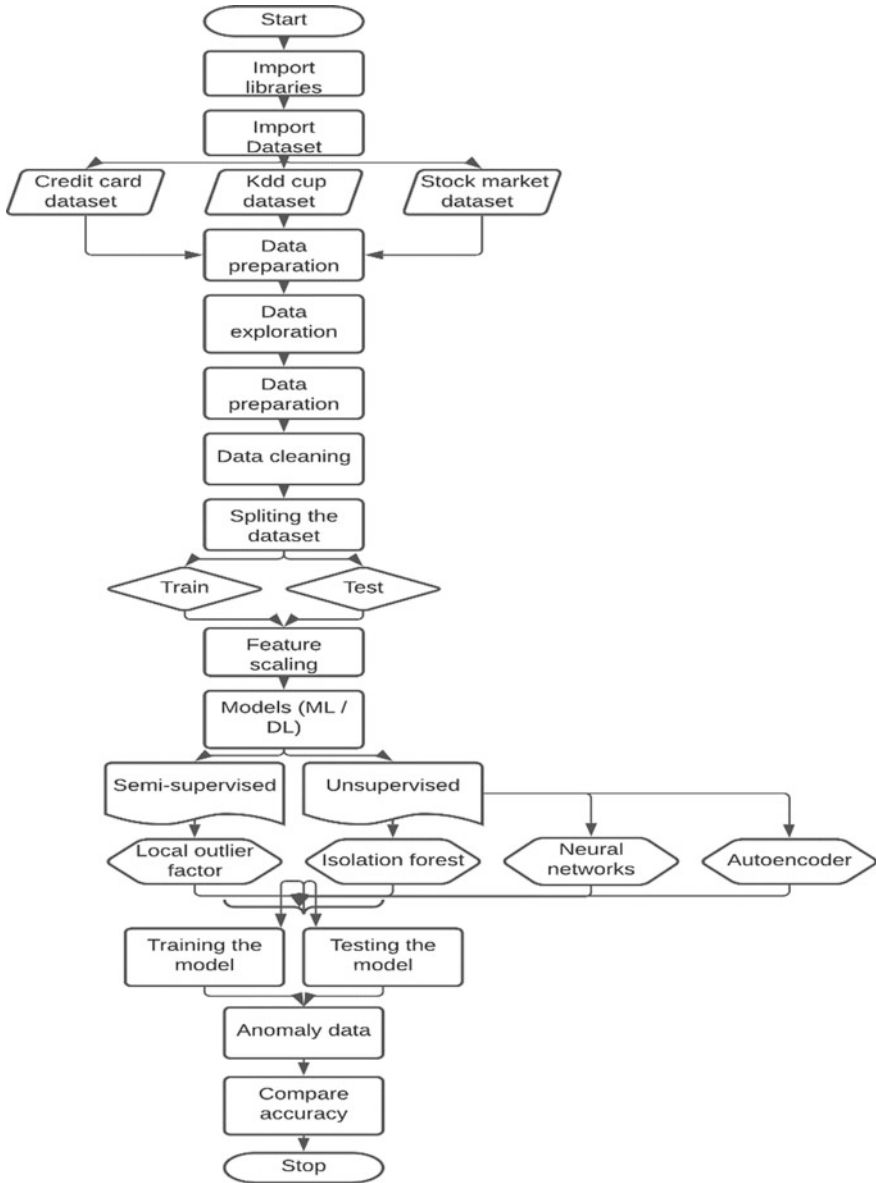 Start
Import
libraries
Import
Dataset
Credit card
dataset
Kdd cup
dataset
Stock market
dataset
Data
preparation
Data
exploration
Data
preparation
Data cleaning
Spliting the
dataset
Train
Test
Feature
scaling
Models (ML /
DL)
Semi-supervised
Unsupervised
Local outlier
factor
Isolation forest
Neural
networks
Autoencoder
Training the
model
Testing the
model
Anomaly data
Compare
accuracy
Stop